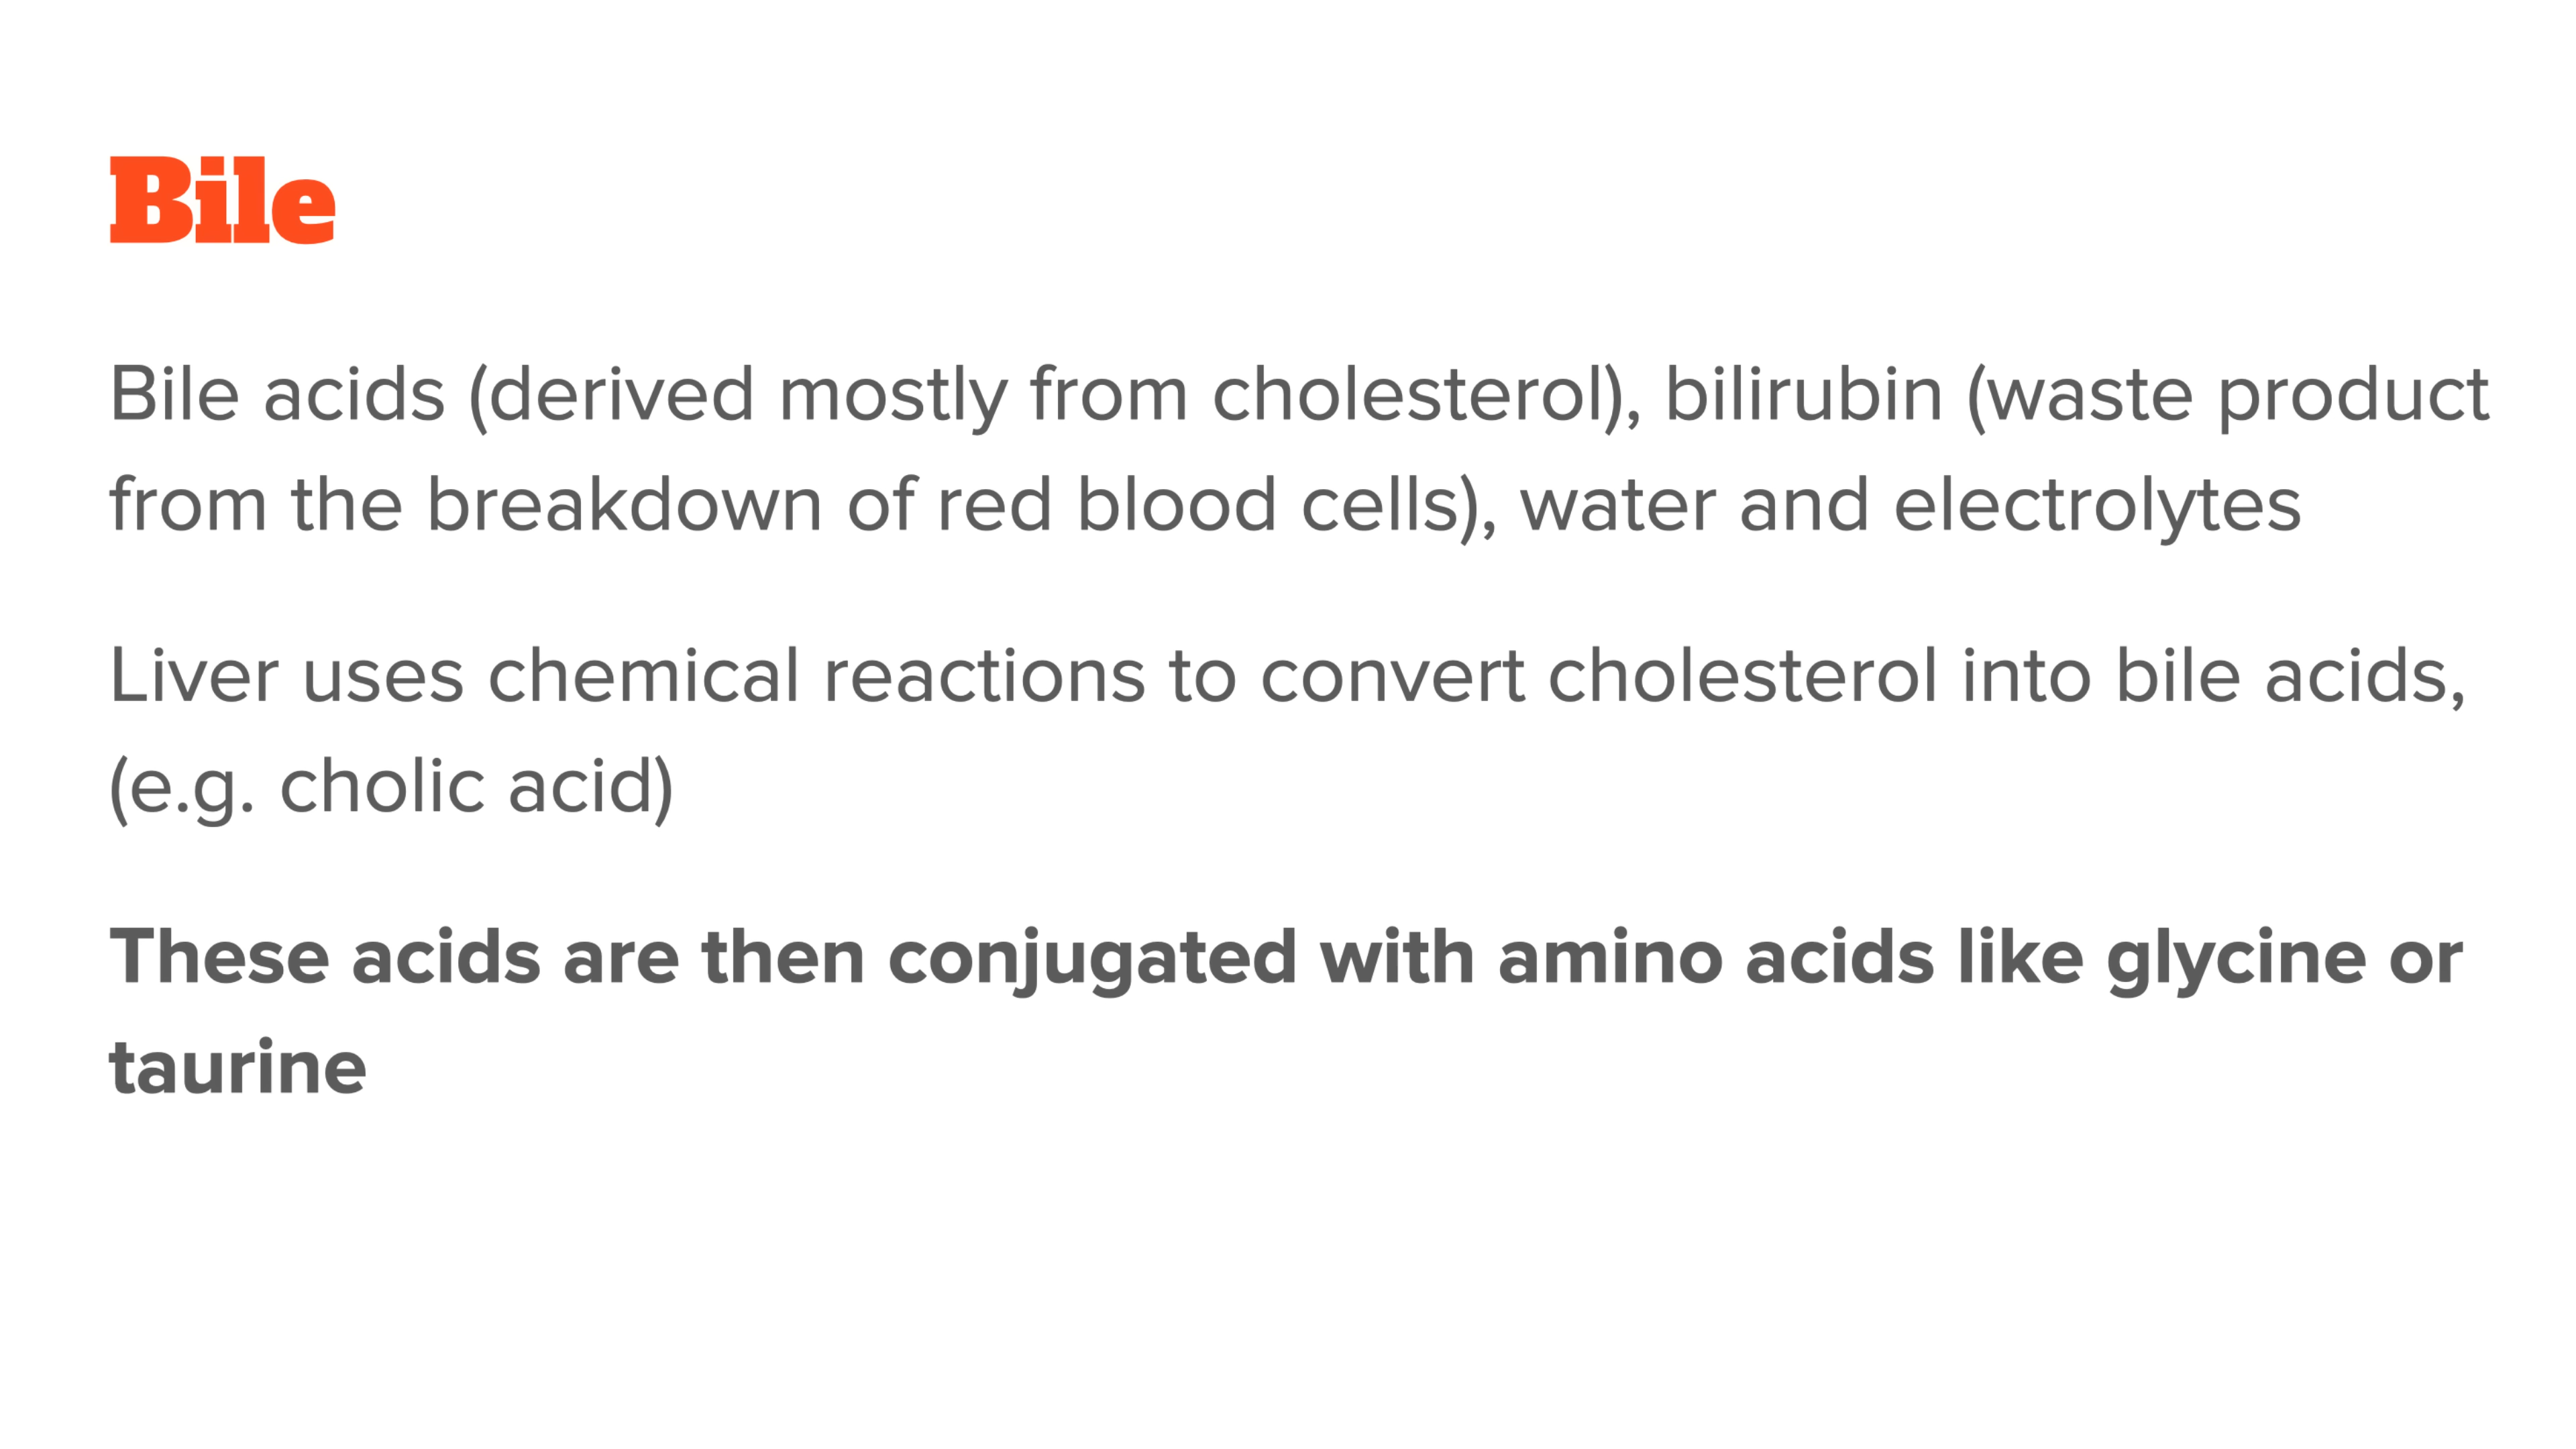 Bile
Bile acids (derived mostly from cholesterol), bilirubin (waste product
from the breakdown of red blood cells), water and electrolytes
Liver uses chemical reactions to convert cholesterol into bile acids,
(e.g. cholic acid)
These acids are then conjugated with amino acids like glycine or
taurine